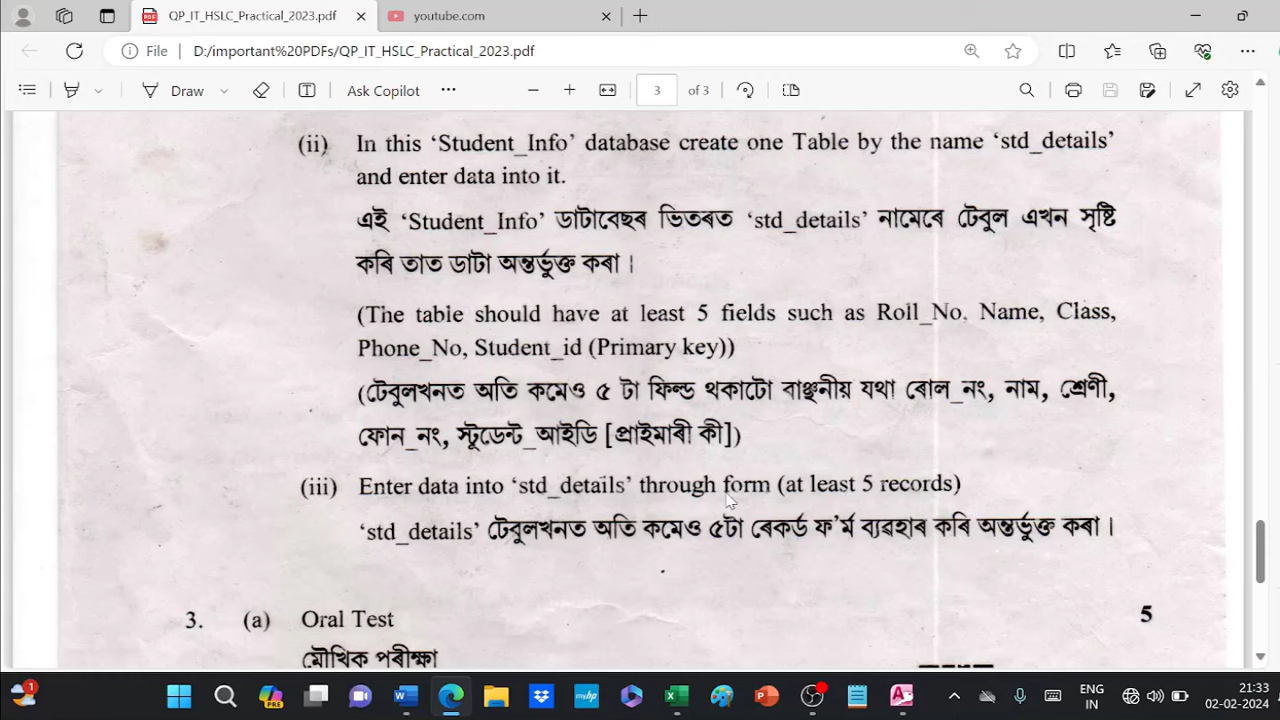 QP_IT_HSLC_Practical_2023.pdf
youtube.com
File D:/important%20PDFs/QP_IT_HSLC_Practical_2023.pdf
Draw Ask Copilot 3 of 3
(ii) In this ‘Student_Info’ database create one Table by the name ‘std_details’
and enter data into it.
এই ‘Student_Info’ ডাটাবেছৰ ভিতৰত ‘std_details’ নামেৰে টেবুল এখন সৃষ্টি
কৰি তাত ডাটা অন্তৰ্ভুক্ত কৰা।
(The table should have at least 5 fields such as Roll_No, Name, Class,
Phone_No, Student_id (Primary key))
(টেবুলখনত অতি কমেও ৫ টা ফিল্ড থকাটো বাঞ্ছনীয় যথা ৰোল_নং, নাম, শ্ৰেণী,
ফোন_নং, স্টুডেন্ট_আইডি [প্ৰাইমাৰী কী])
(iii) Enter data into ‘std_details’ through form (at least 5 records)
‘std_details’ টেবুলখনত অতি কমেও ৫টা ৰেকৰ্ড ফ’ৰ্ম ব্যৱহাৰ কৰি অন্তৰ্ভুক্ত কৰা।
3. (a) Oral Test 5
মৌখিক পৰীক্ষা
1 PRE ENG 21:33
IN 02-02-2024